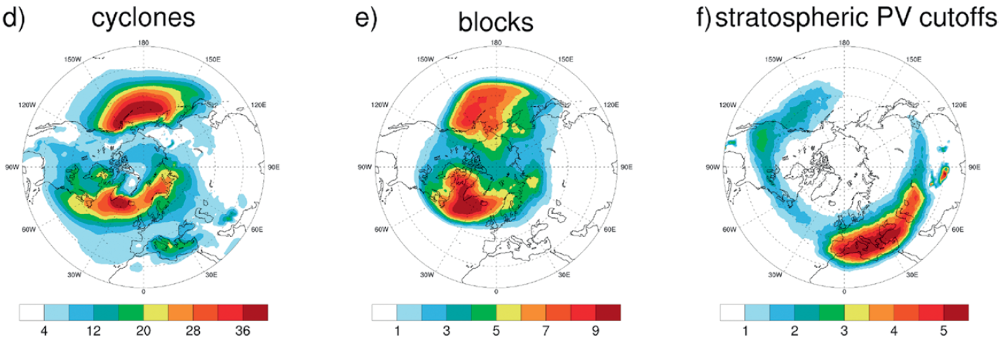 d) cyclones
e) blocks
f) stratospheric PV cutoffs
180
150W
150E
120W
120E
90W
90E
60W
60E
30W
30E
0
180
150W
150E
120W
120E
90W
90E
60W
60E
30W
30E
0
180
150W
150E
120W
120E
90W
90E
60W
60E
30W
30E
0
4 12 20 28 36
1 3 5 7 9
1 2 3 4 5